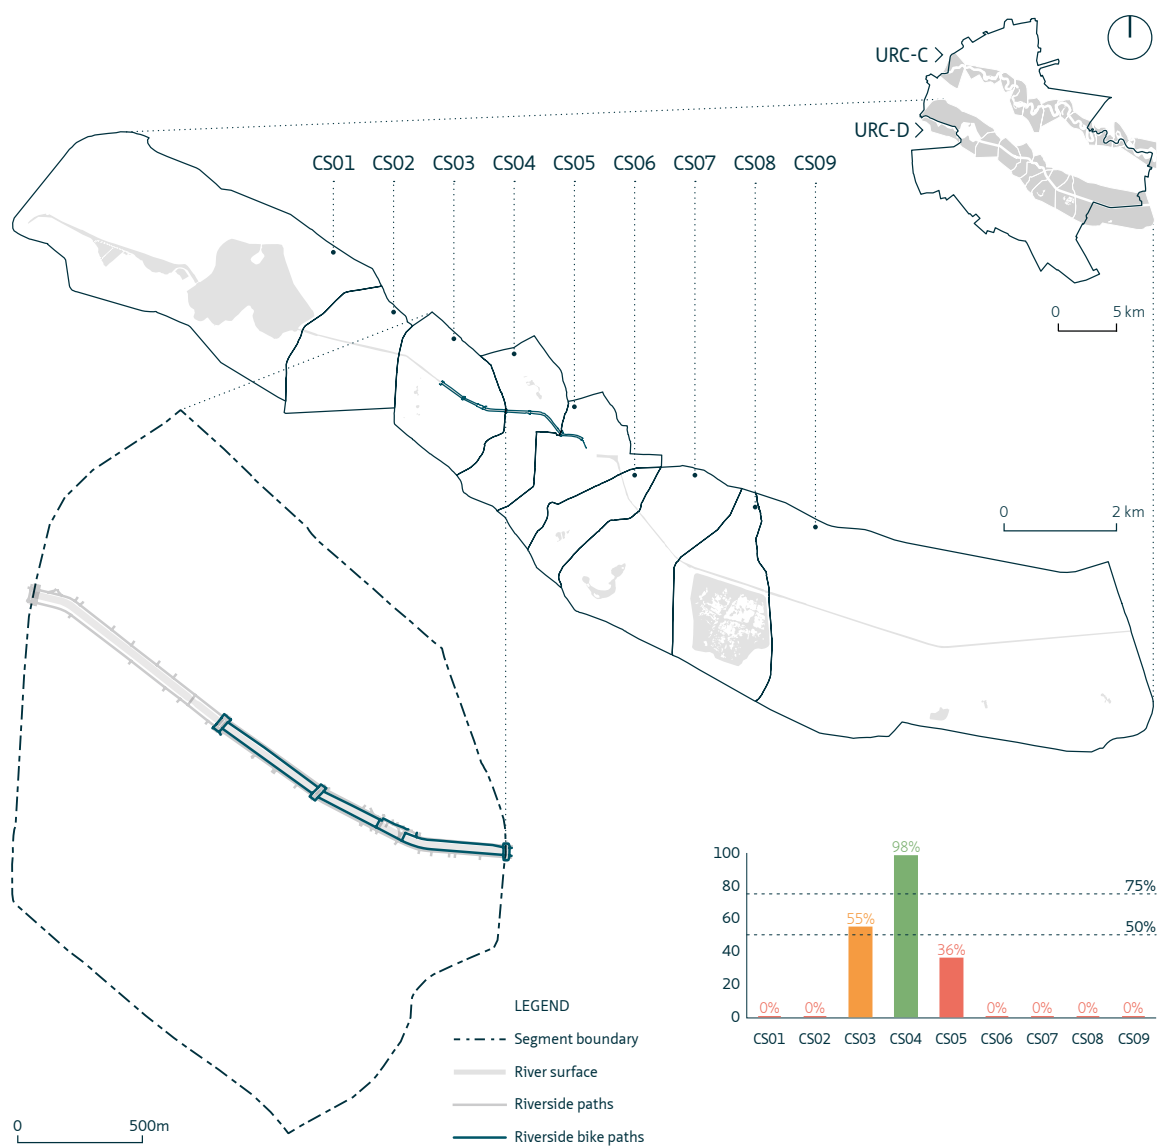 URC-C
URC-D
0 5 km
CS01 CS02 CS03 CS04 CS05 CS06 CS07 CS08 CS09
0 2 km
100
80
60
40
20
0
75%
50%
0% 0% 55% 98% 36% 0% 0% 0% 0%
CS01 CS02 CS03 CS04 CS05 CS06 CS07 CS08 CS09
LEGEND
Segment boundary
River surface
Riverside paths
Riverside bike paths
0 500m